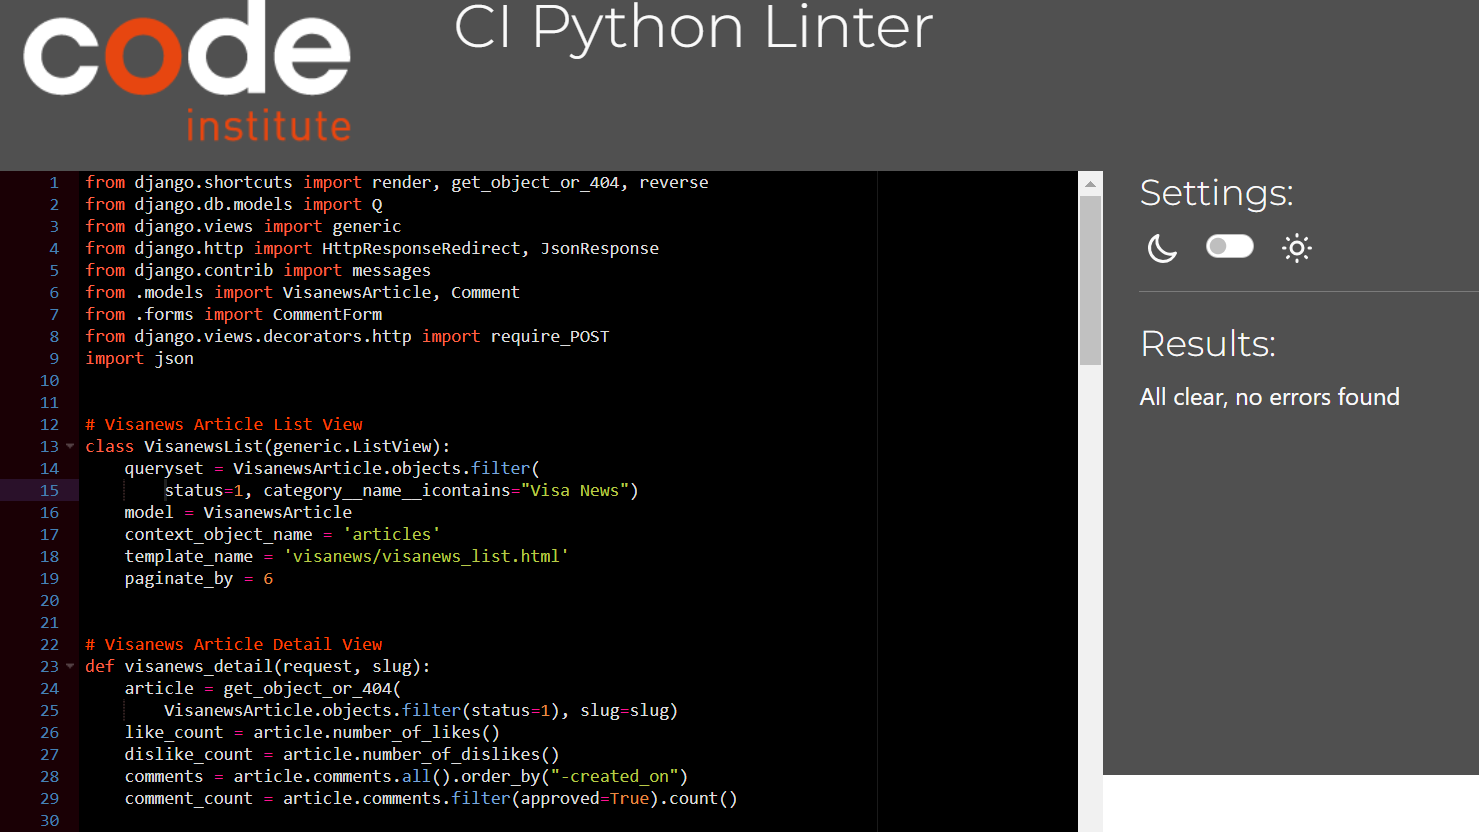 code
institute
CI Python Linter
1 from django.shortcuts import render, get_object_or_404, reverse
2 from django.db.models import Q
3 from django.views import generic
4 from django.http import HttpResponseRedirect, JsonResponse
5 from django.contrib import messages
6 from .models import VisanewsArticle, Comment
7 from .forms import CommentForm
8 from django.views.decorators.http import require_POST
9 import json
10
11
12 # Visanews Article List View
13 class VisanewsList(generic.ListView):
14     queryset = VisanewsArticle.objects.filter(
15         status=1, category__name__icontains="Visa News")
16     model = VisanewsArticle
17     context_object_name = 'articles'
18     template_name = 'visanews/visanews_list.html'
19     paginate_by = 6
20
21
22 # Visanews Article Detail View
23 def visanews_detail(request, slug):
24     article = get_object_or_404(
25         VisanewsArticle.objects.filter(status=1), slug=slug)
26     like_count = article.number_of_likes()
27     dislike_count = article.number_of_dislikes()
28     comments = article.comments.all().order_by("-created_on")
29     comment_count = article.comments.filter(approved=True).count()
30
Settings:
Results:
All clear, no errors found